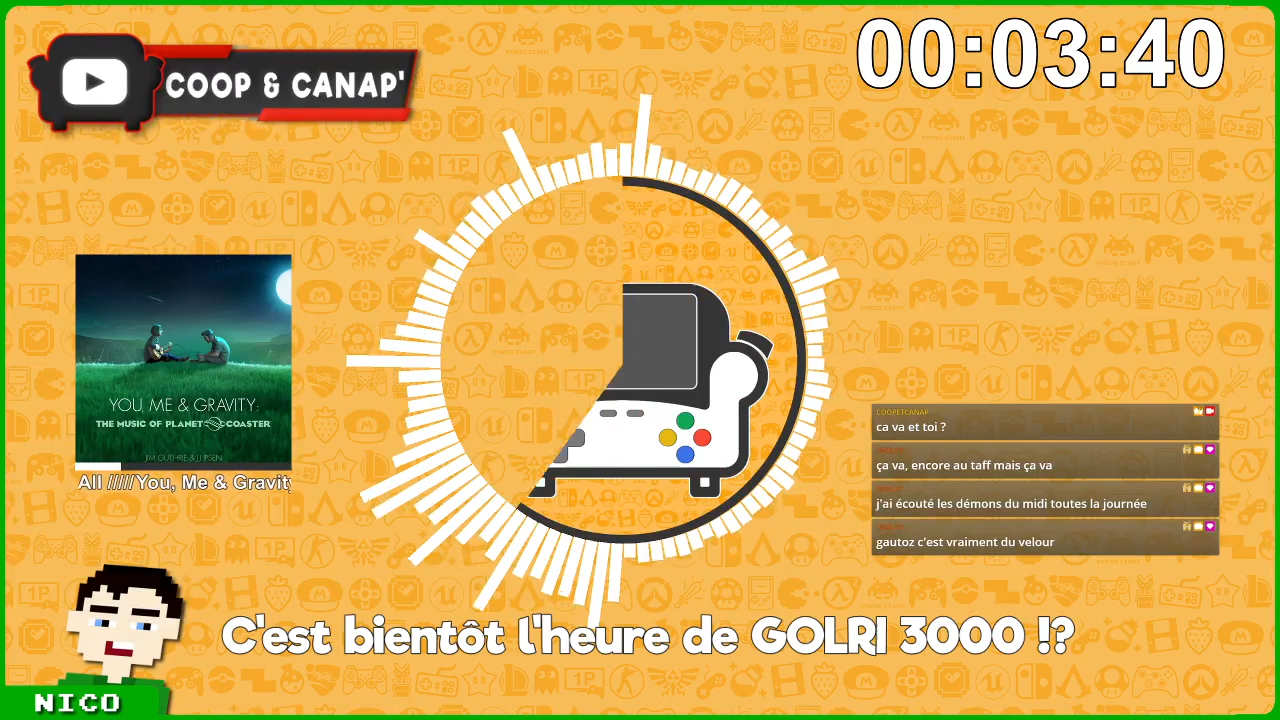 COOP & CANAP'
00:03:40
YOU, ME & GRAVITY:
THE MUSIC OF PLANET COASTER
JIM GUTHRIE & JJ IPSEN
All /////You, Me & Gravity
COOPETCANAP
ca va et toi ?
ça va, encore au taff mais ça va
j'ai écouté les démons du midi toutes la journée
gautoz c'est vraiment du velour
C'est bientôt l'heure de GOLRI 3000 !?
NICO